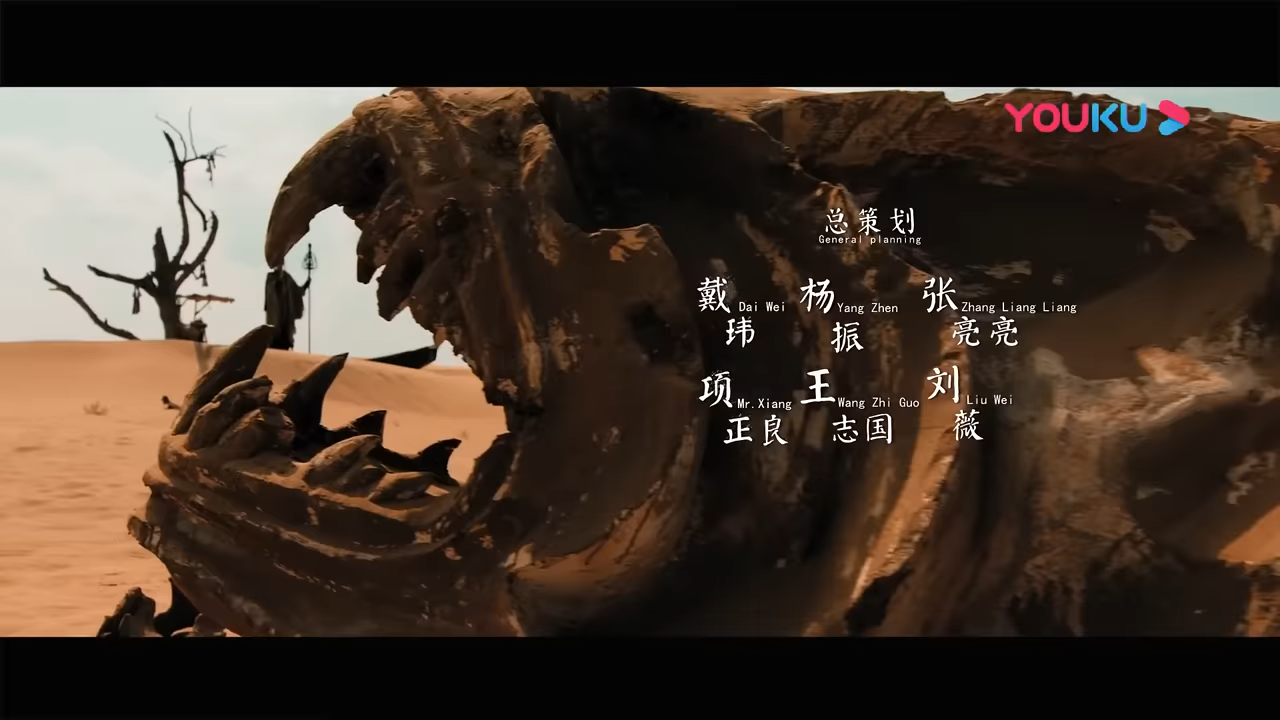 YOUKU
总策划
General planning
戴玮 Dai Wei 杨振 Yang Zhen 张亮亮 Zhang Liang Liang
项正良 Mr.Xiang 王志国 Wang Zhi Guo 刘薇 Liu Wei